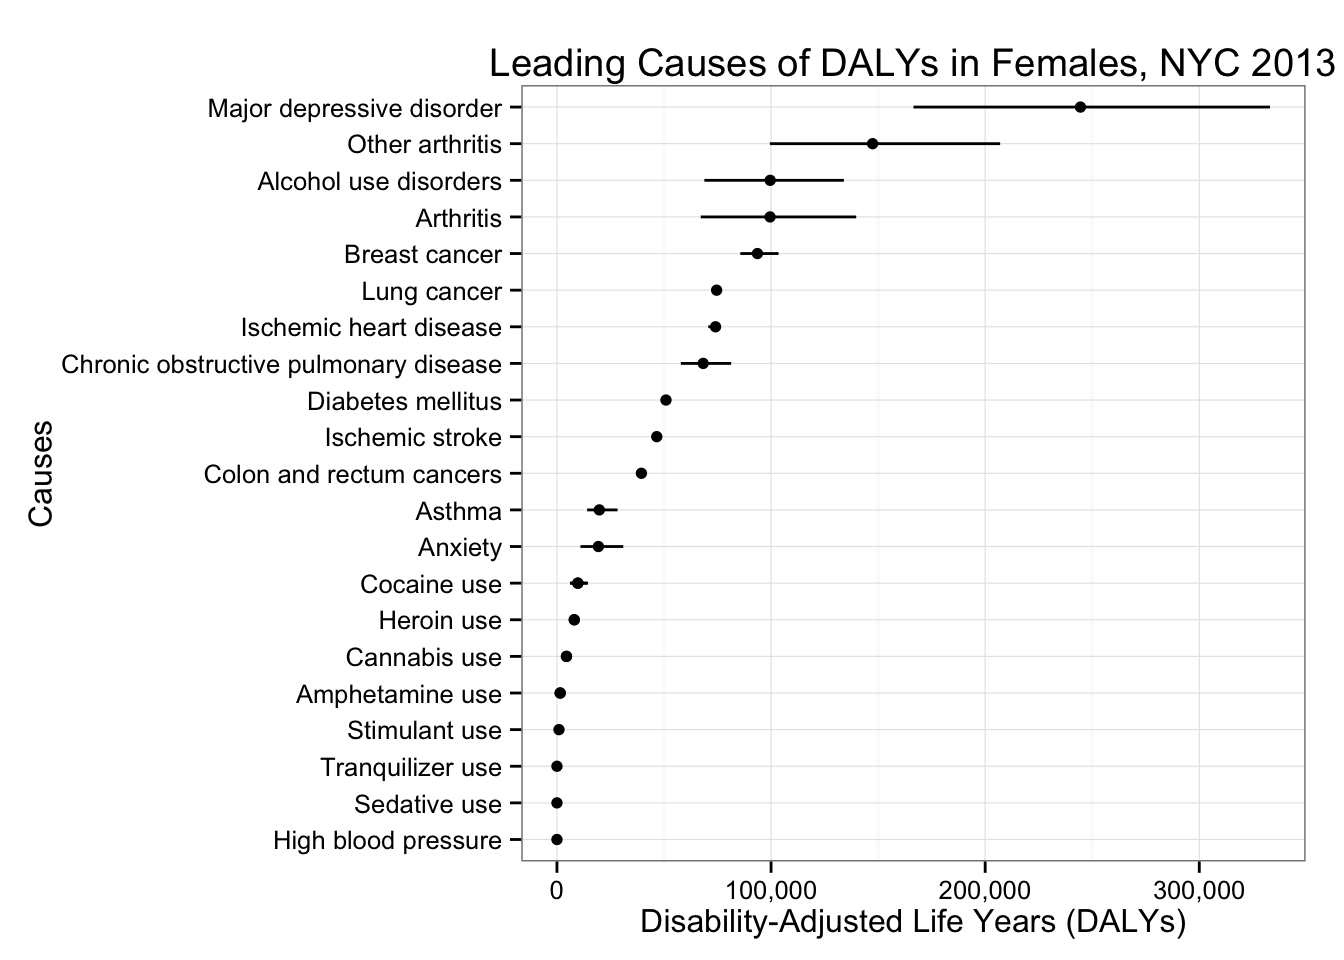 Leading Causes of DALYs in Females, NYC 2013
Causes
Major depressive disorder
Other arthritis
Alcohol use disorders
Arthritis
Breast cancer
Lung cancer
Ischemic heart disease
Chronic obstructive pulmonary disease
Diabetes mellitus
Ischemic stroke
Colon and rectum cancers
Asthma
Anxiety
Cocaine use
Heroin use
Cannabis use
Amphetamine use
Stimulant use
Tranquilizer use
Sedative use
High blood pressure
0 100,000 200,000 300,000
Disability-Adjusted Life Years (DALYs)